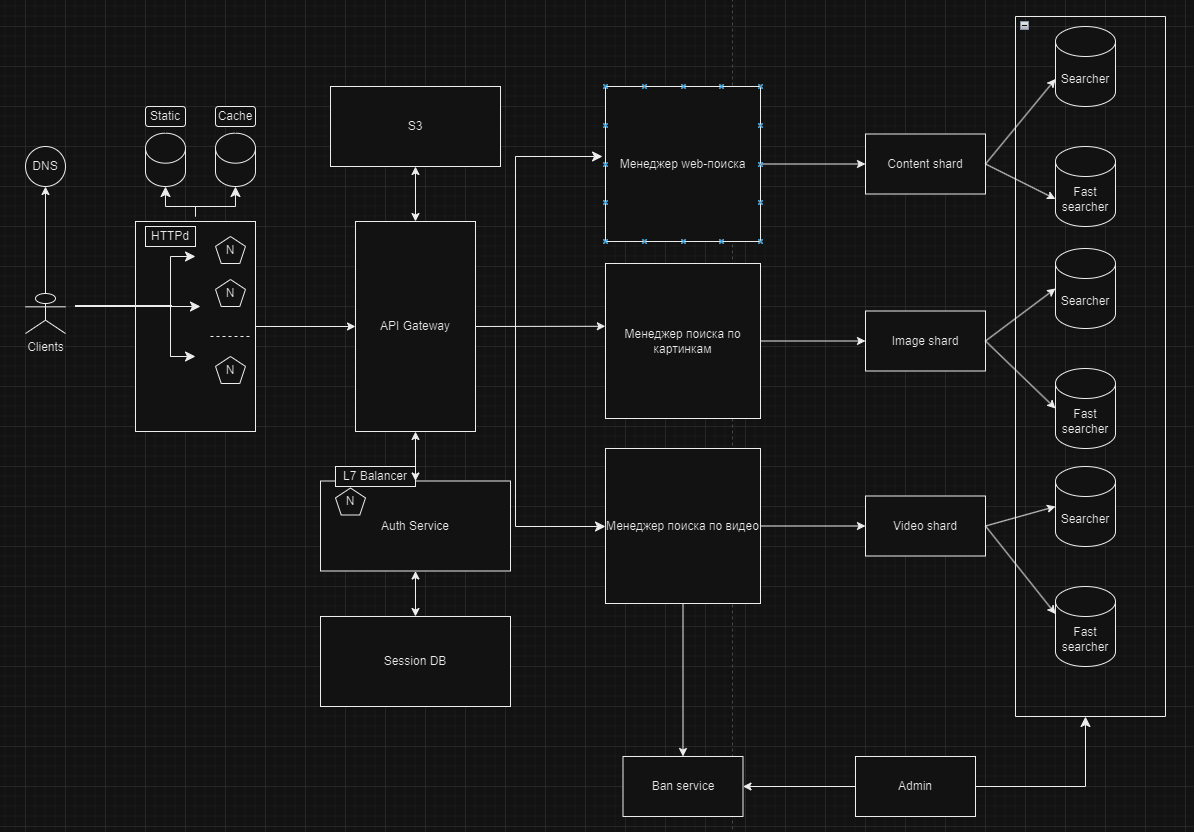 DNS
Clients
Static
Cache
HTTPd
N
N
N
S3
API Gateway
L7 Balancer
N
Auth Service
Session DB
Менеджер web-поиска
Менеджер поиска по
картинкам
Менеджер поиска по видео
Content shard
Image shard
Video shard
Searcher
Fast
searcher
Searcher
Fast
searcher
Searcher
Fast
searcher
Ban service
Admin